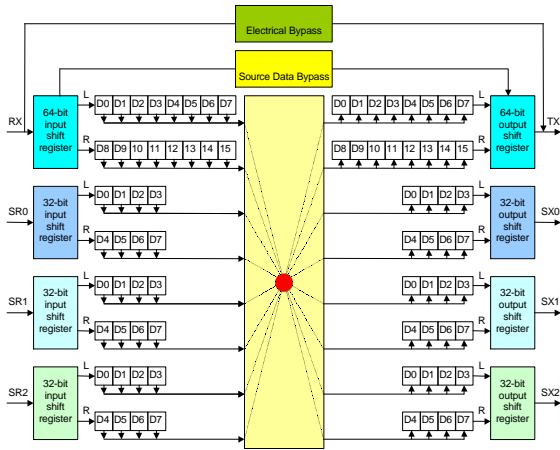 Electrical Bypass
Source Data Bypass
RX
64-bit
input
shift
register
L
D0 D1 D2 D3 D4 D5 D6 D7
R
D8 D9 10 11 12 13 14 15
D0 D1 D2 D3 D4 D5 D6 D7
L
D8 D9 10 11 12 13 14 15
R
64-bit
output
shift
register
TX
SR0
32-bit
input
shift
register
L
D0 D1 D2 D3
R
D4 D5 D6 D7
D0 D1 D2 D3
L
D4 D5 D6 D7
R
32-bit
output
shift
register
SX0
SR1
32-bit
input
shift
register
L
D0 D1 D2 D3
R
D4 D5 D6 D7
D0 D1 D2 D3
L
D4 D5 D6 D7
R
32-bit
output
shift
register
SX1
SR2
32-bit
input
shift
register
L
D0 D1 D2 D3
R
D4 D5 D6 D7
D0 D1 D2 D3
L
D4 D5 D6 D7
R
32-bit
output
shift
register
SX2